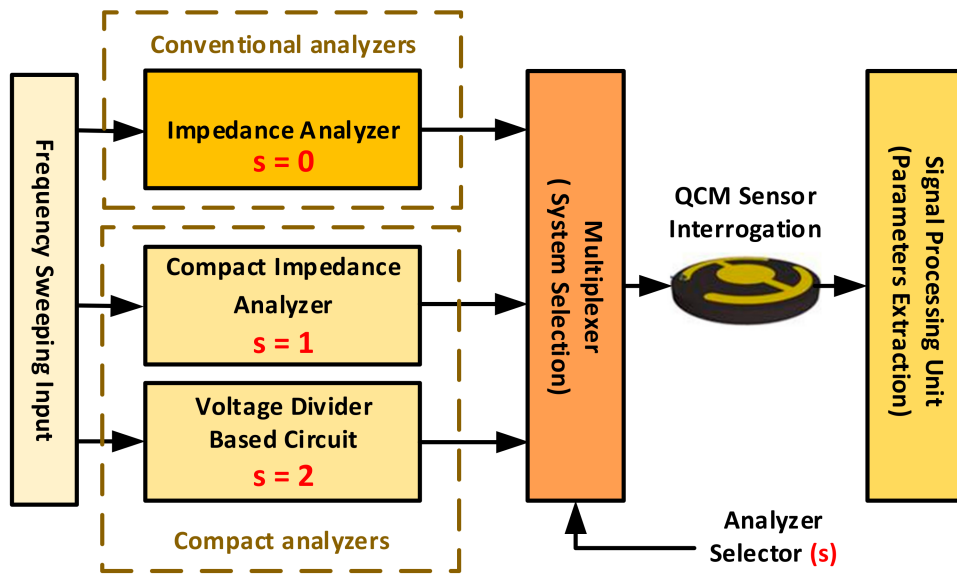 Conventional analyzers
Frequency Sweeping Input
Impedance Analyzer
s = 0
Compact Impedance
Analyzer
s = 1
Voltage Divider
Based Circuit
s = 2
Compact analyzers
Multiplexer
( System Selection)
QCM Sensor
Interrogation
Analyzer
Selector (s)
Signal Processing Unit
(Parameters Extraction)